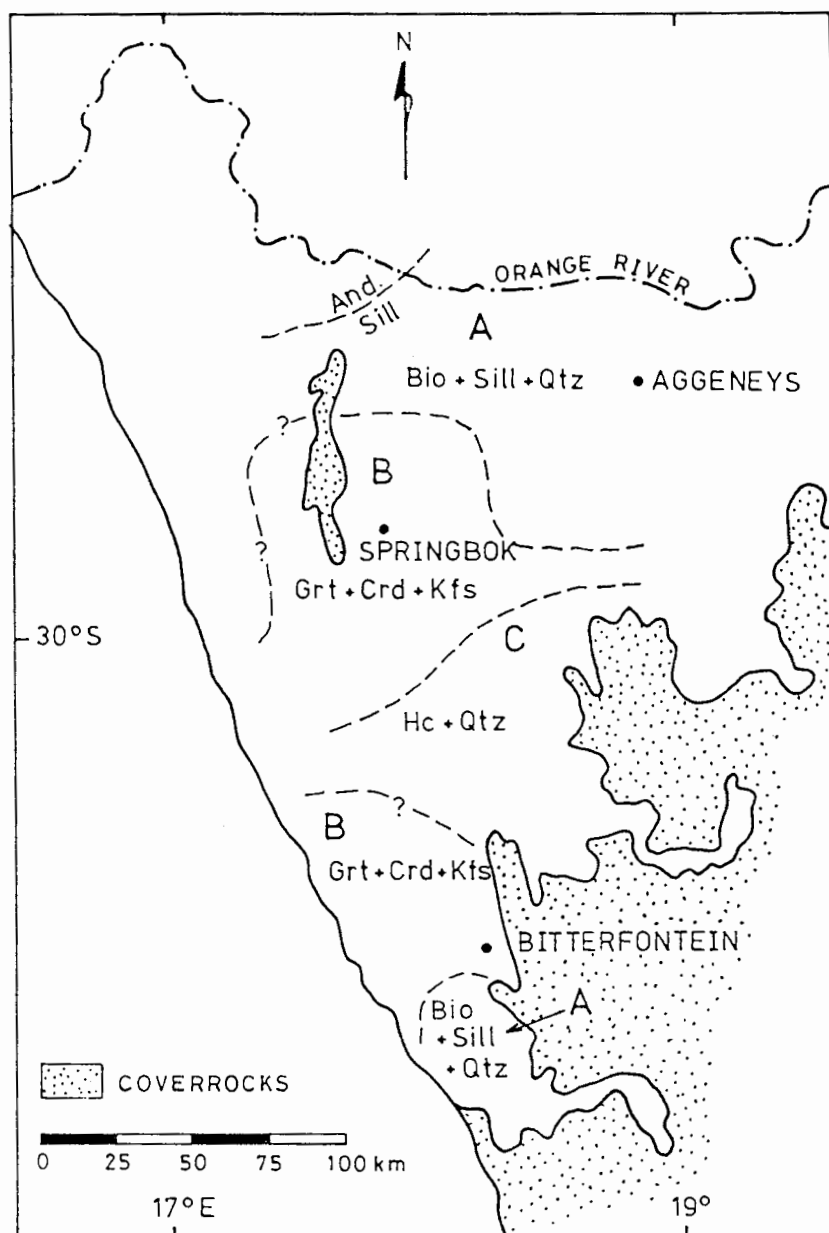 N
ORANGE RIVER
And.
Sill
A
Bio + Sill + Qtz
AGGENEYS
?
B
?
SPRINGBOK
Grt + Crd + Kfs
30°S
C
Hc + Qtz
?
B
Grt + Crd + Kfs
BITTERFONTEIN
A
Bio
+ Sill
+ Qtz
COVERROCKS
0 25 50 75 100 km
17°E 19°